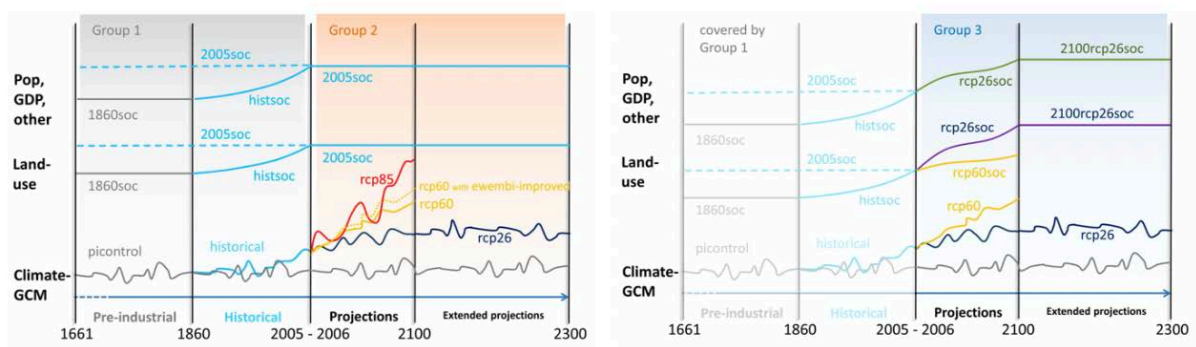 Group 1
Group 2
2005soc
2005soc
Pop,
GDP,
other
histsoc
1860soc
2005soc
2005soc
Land-
use
histsoc
1860soc
rcp85
rcp60 with ewembi-improved
rcp60
picontrol
historical
rcp26
Climate-
GCM
Pre-industrial
Historical
Projections
Extended projections
1661
1860
2005 - 2006
2100
2300
covered by
Group 1
Group 3
2100rcp26soc
Pop,
GDP,
other
2005soc
rcp26soc
histsoc
1860soc
rcp26soc
2100rcp26soc
Land-
use
2005soc
rcp60soc
histsoc
1860soc
rcp60
picontrol
historical
rcp26
Climate-
GCM
Pre-industrial
Historical
Projections
Extended projections
1661
1860
2005 - 2006
2100
2300